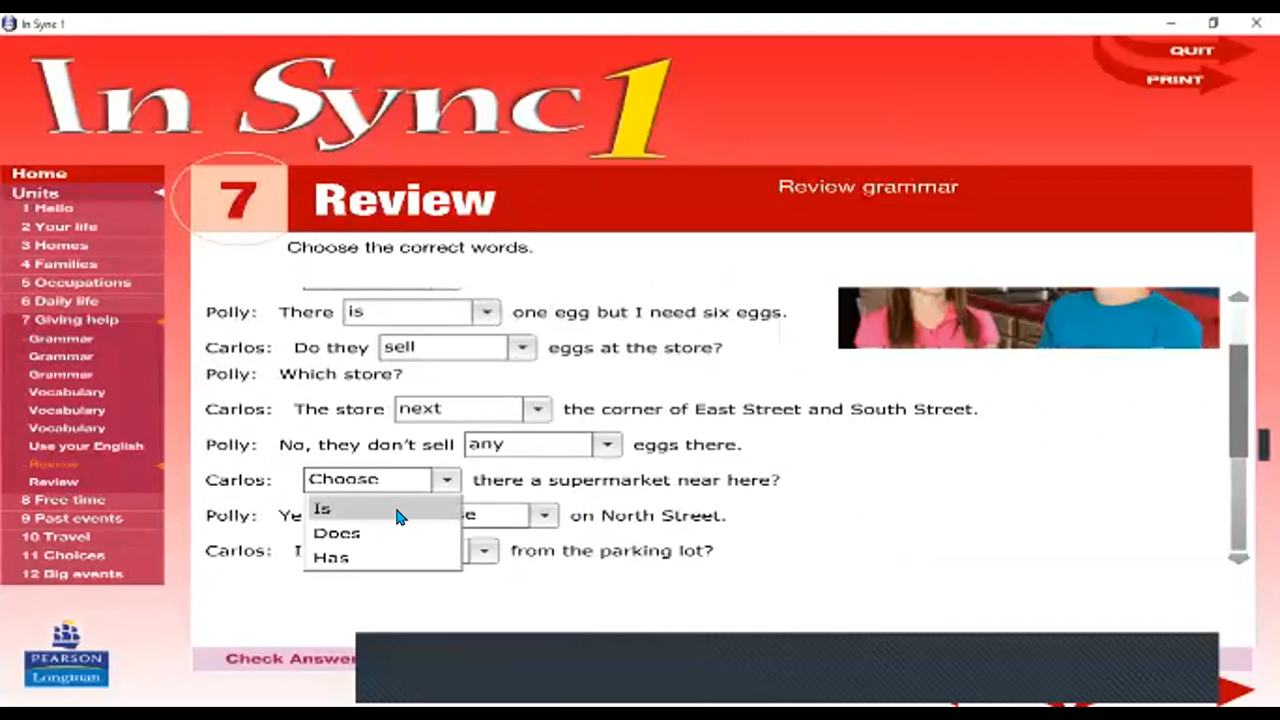 In Sync 1
QUIT
PRINT
In Sync 1
Home
Units
1 Hello
2 Your life
3 Homes
4 Families
5 Occupations
6 Daily life
7 Giving help
Grammar
Grammar
Grammar
Vocabulary
Vocabulary
Vocabulary
Use your English
Review
Review
8 Free time
9 Past events
10 Travel
11 Choices
12 Big events
PEARSON
Longman
7 Review
Review grammar
Choose the correct words.
Polly: There is one egg but I need six eggs.
Carlos: Do they sell eggs at the store?
Polly: Which store?
Carlos: The store next the corner of East Street and South Street.
Polly: No, they don't sell any eggs there.
Carlos: Choose there a supermarket near here?
Is
Does
Has
Polly: Ye se on North Street.
Carlos: I from the parking lot?
Check Answer